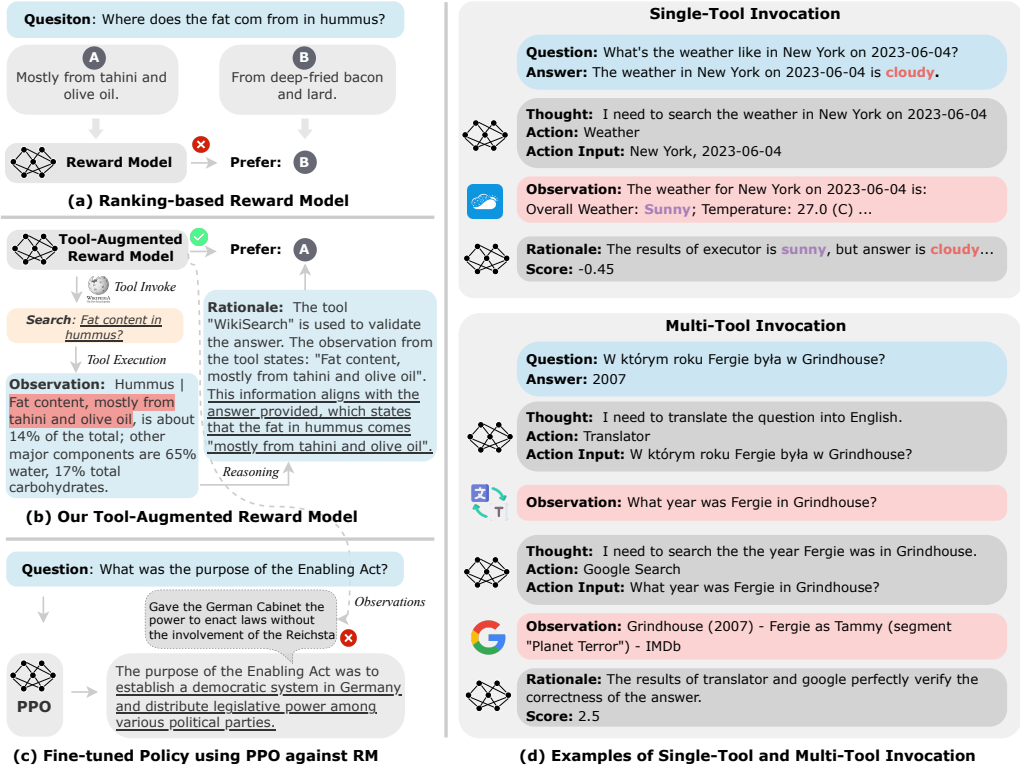 Quesiton: Where does the fat com from in hummus?
A
Mostly from tahini and
olive oil.
B
From deep-fried bacon
and lard.
Reward Model
Prefer: B
(a) Ranking-based Reward Model
Tool-Augmented
Reward Model
Prefer: A
WIKIPEDIA
Tool Invoke
Search: Fat content in
hummus?
Tool Execution
Observation: Hummus |
Fat content, mostly from
tahini and olive oil, is about
14% of the total; other
major components are 65%
water, 17% total
carbohydrates.
Rationale: The tool
"WikiSearch" is used to validate
the answer. The observation from
the tool states: "Fat content,
mostly from tahini and olive oil".
This information aligns with the
answer provided, which states
that the fat in hummus comes
"mostly from tahini and olive oil".
Reasoning
(b) Our Tool-Augmented Reward Model
Question: What was the purpose of the Enabling Act?
Gave the German Cabinet the
power to enact laws without
the involvement of the Reichsta
Observations
PPO
The purpose of the Enabling Act was to
establish a democratic system in Germany
and distribute legislative power among
various political parties.
(c) Fine-tuned Policy using PPO against RM
Single-Tool Invocation
Question: What's the weather like in New York on 2023-06-04?
Answer: The weather in New York on 2023-06-04 is cloudy.
Thought: I need to search the weather in New York on 2023-06-04
Action: Weather
Action Input: New York, 2023-06-04
Observation: The weather for New York on 2023-06-04 is:
Overall Weather: Sunny; Temperature: 27.0 (C) ...
Rationale: The results of executor is sunny, but answer is cloudy...
Score: -0.45
Multi-Tool Invocation
Question: W którym roku Fergie była w Grindhouse?
Answer: 2007
Thought: I need to translate the question into English.
Action: Translator
Action Input: W którym roku Fergie była w Grindhouse?
文
T
Observation: What year was Fergie in Grindhouse?
Thought: I need to search the the year Fergie was in Grindhouse.
Action: Google Search
Action Input: What year was Fergie in Grindhouse?
Observation: Grindhouse (2007) - Fergie as Tammy (segment
"Planet Terror") - IMDb
Rationale: The results of translator and google perfectly verify the
correctness of the answer.
Score: 2.5
(d) Examples of Single-Tool and Multi-Tool Invocation